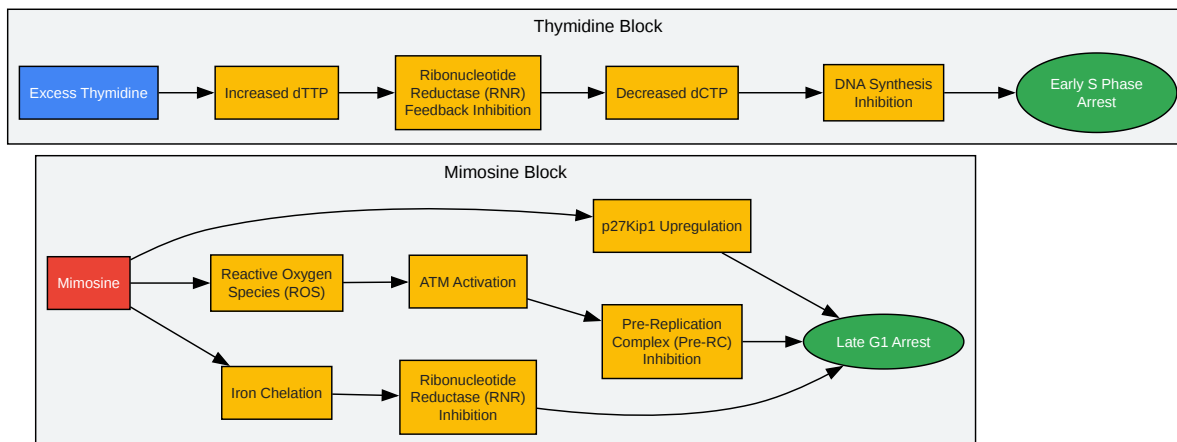 Thymidine Block
Excess Thymidine
Increased dTTP
Ribonucleotide
Reductase (RNR)
Feedback Inhibition
Decreased dCTP
DNA Synthesis
Inhibition
Early S Phase
Arrest
Mimosine Block
Mimosine
p27Kip1 Upregulation
Reactive Oxygen
Species (ROS)
ATM Activation
Pre-Replication
Complex (Pre-RC)
Inhibition
Iron Chelation
Ribonucleotide
Reductase (RNR)
Inhibition
Late G1 Arrest